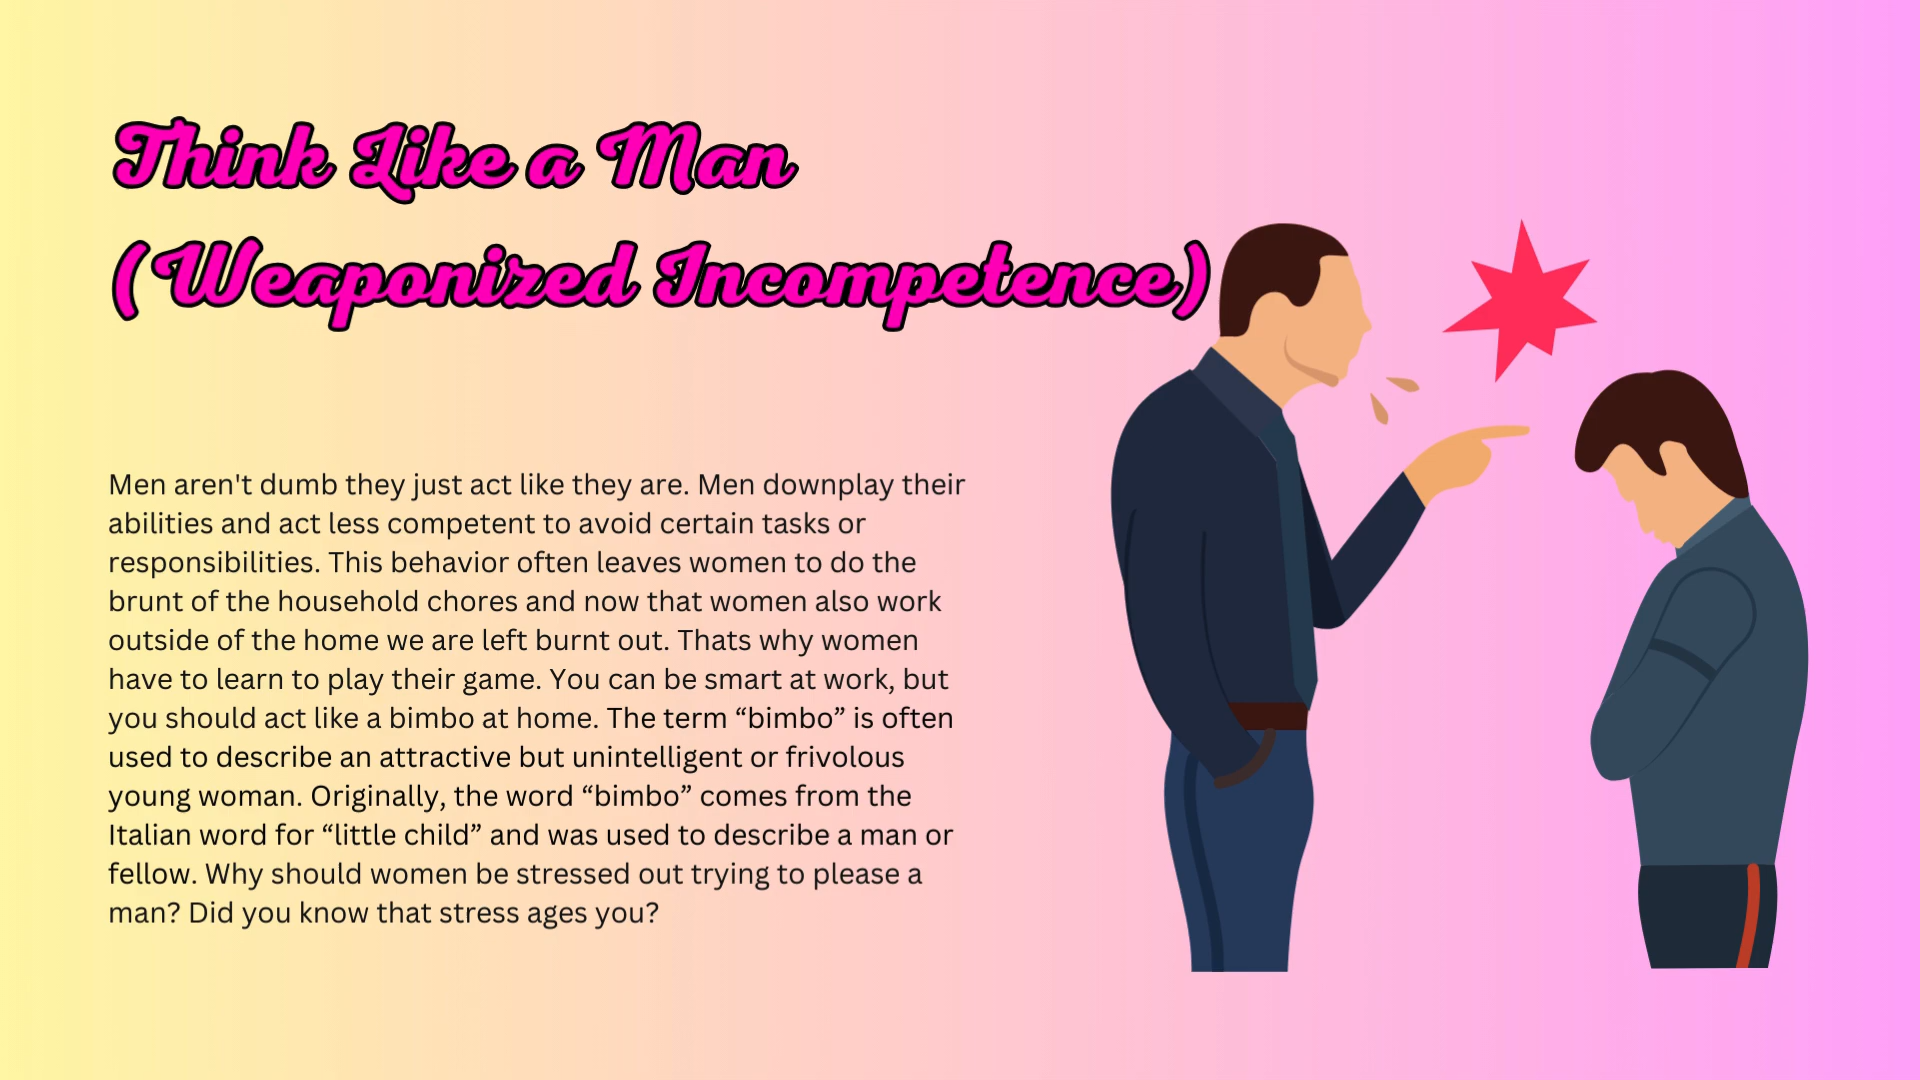 Think Like a Man
(Weaponized Incompetence)
Men aren't dumb they just act like they are. Men downplay their
abilities and act less competent to avoid certain tasks or
responsibilities. This behavior often leaves women to do the
brunt of the household chores and now that women also work
outside of the home we are left burnt out. Thats why women
have to learn to play their game. You can be smart at work, but
you should act like a bimbo at home. The term “bimbo” is often
used to describe an attractive but unintelligent or frivolous
young woman. Originally, the word “bimbo” comes from the
Italian word for “little child” and was used to describe a man or
fellow. Why should women be stressed out trying to please a
man? Did you know that stress ages you?